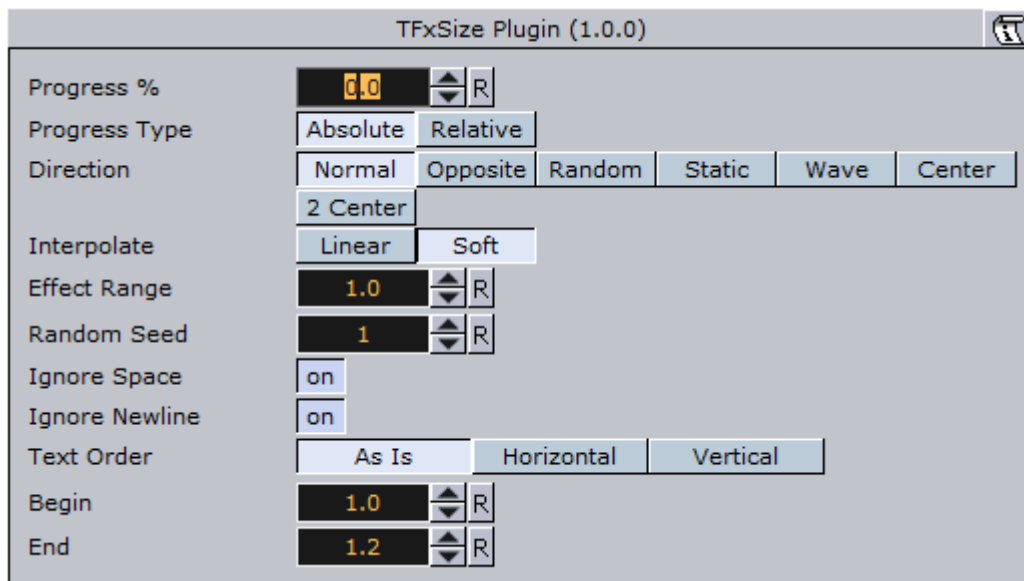 TFxSize Plugin (1.0.0)
Progress % 0.0 R
Progress Type Absolute Relative
Direction Normal Opposite Random Static Wave Center
2 Center
Interpolate Linear Soft
Effect Range 1.0 R
Random Seed 1 R
Ignore Space on
Ignore Newline on
Text Order As Is Horizontal Vertical
Begin 1.0 R
End 1.2 R